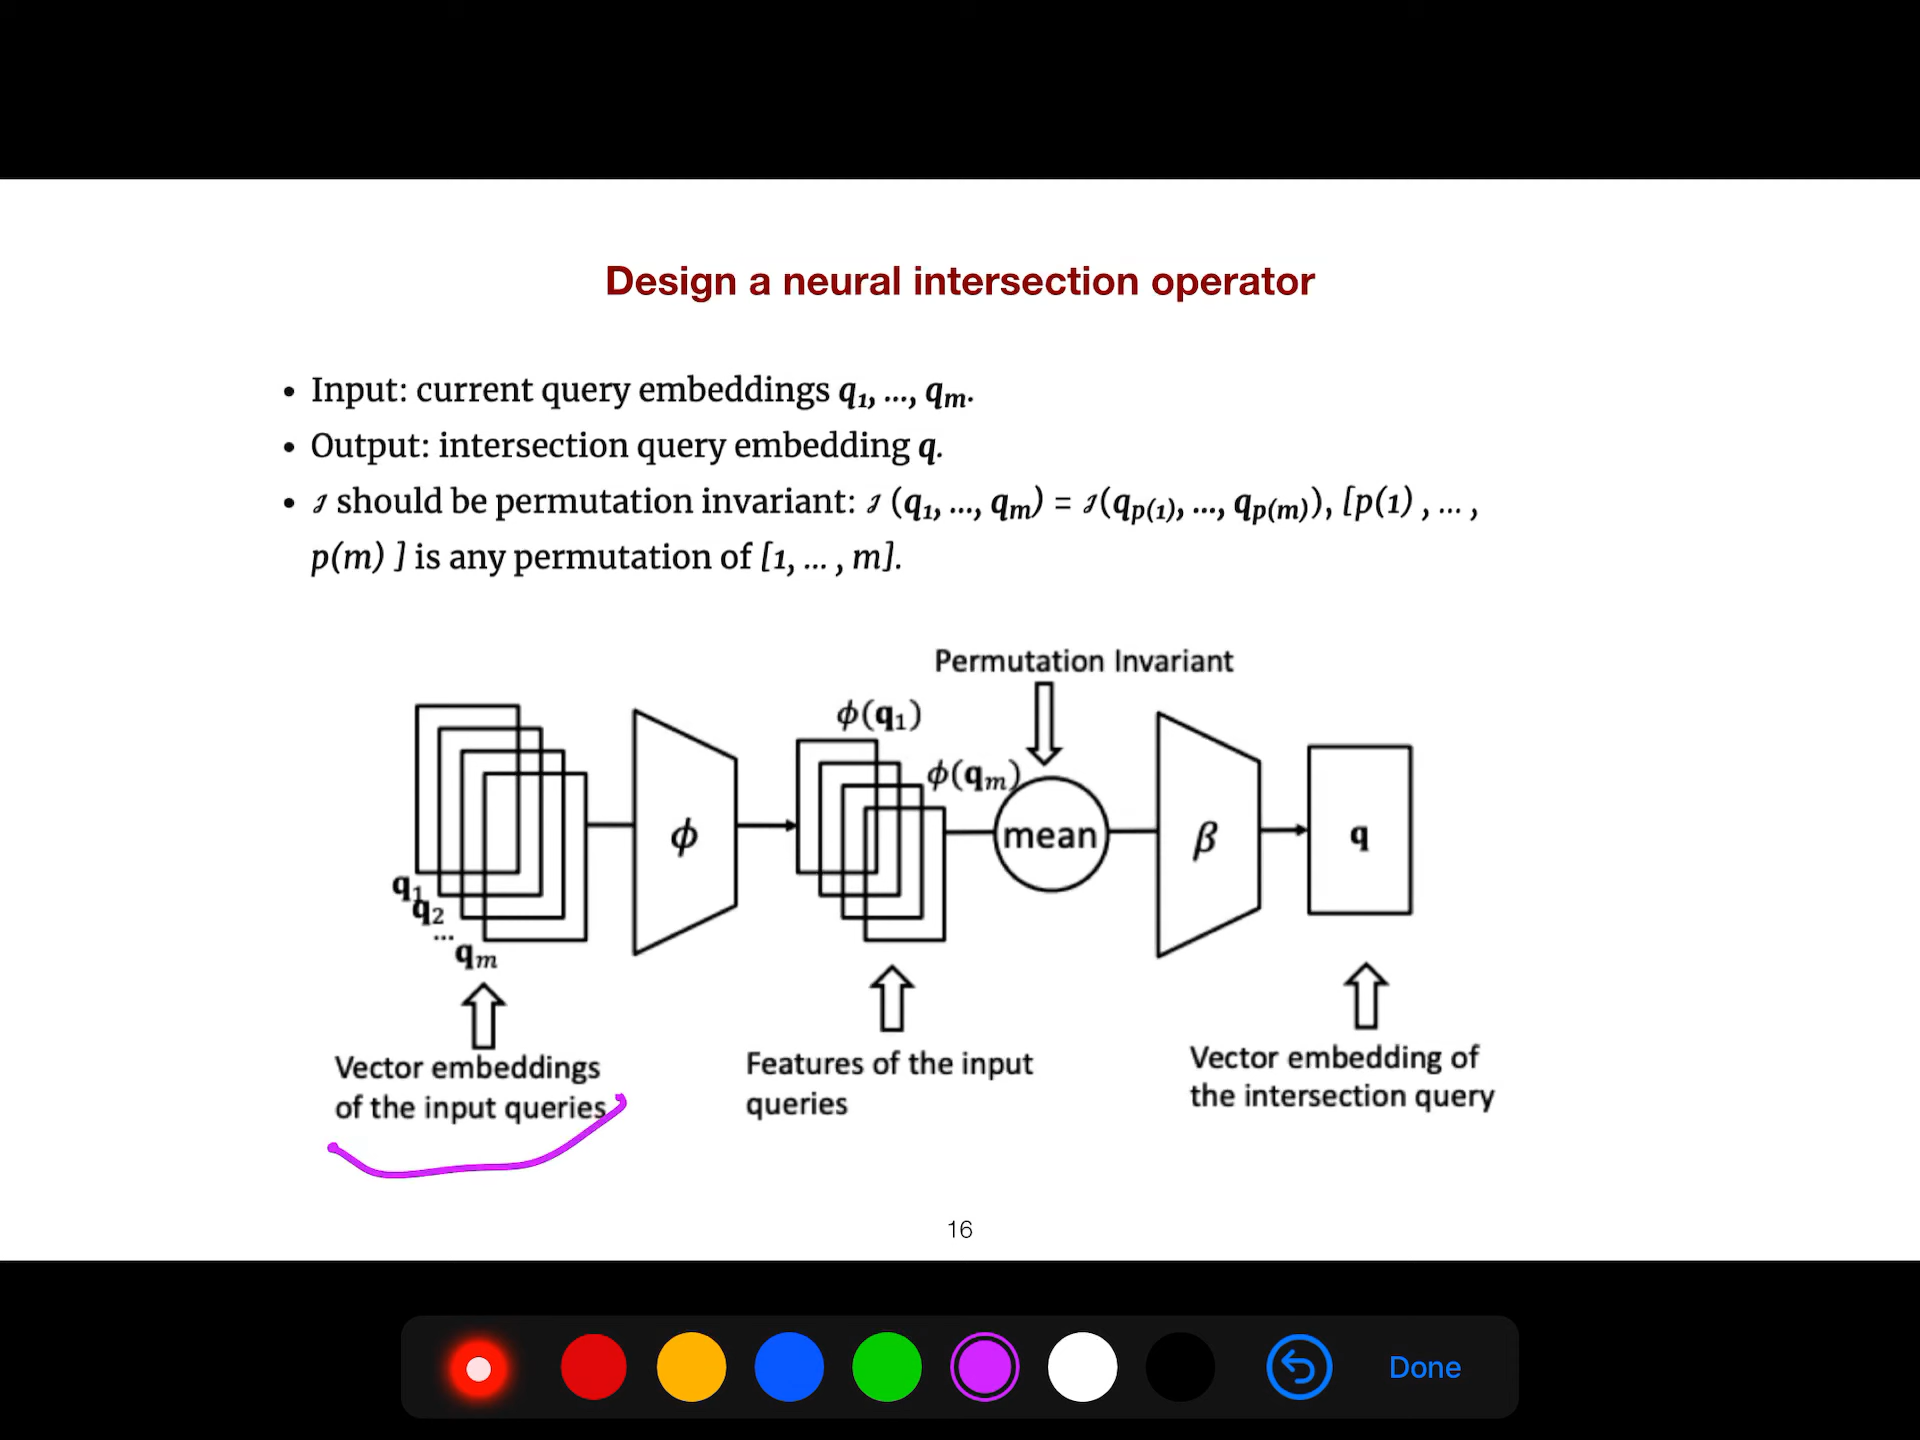 Design a neural intersection operator
• Input: current query embeddings q₁, ..., qₘ.
• Output: intersection query embedding q.
• 𝓘 should be permutation invariant: 𝓘 (q₁, ..., qₘ) = 𝓘(qₚ₍₁₎, ..., qₚ₍ₘ₎), [p(1) , ... ,
p(m) ] is any permutation of [1, ... , m].
Permutation Invariant
ϕ(q₁)
ϕ(qₘ)
ϕ
mean
β
q
q₁
q₂
...
qₘ
Vector embeddings
of the input queries
Features of the input
queries
Vector embedding of
the intersection query
16
Done